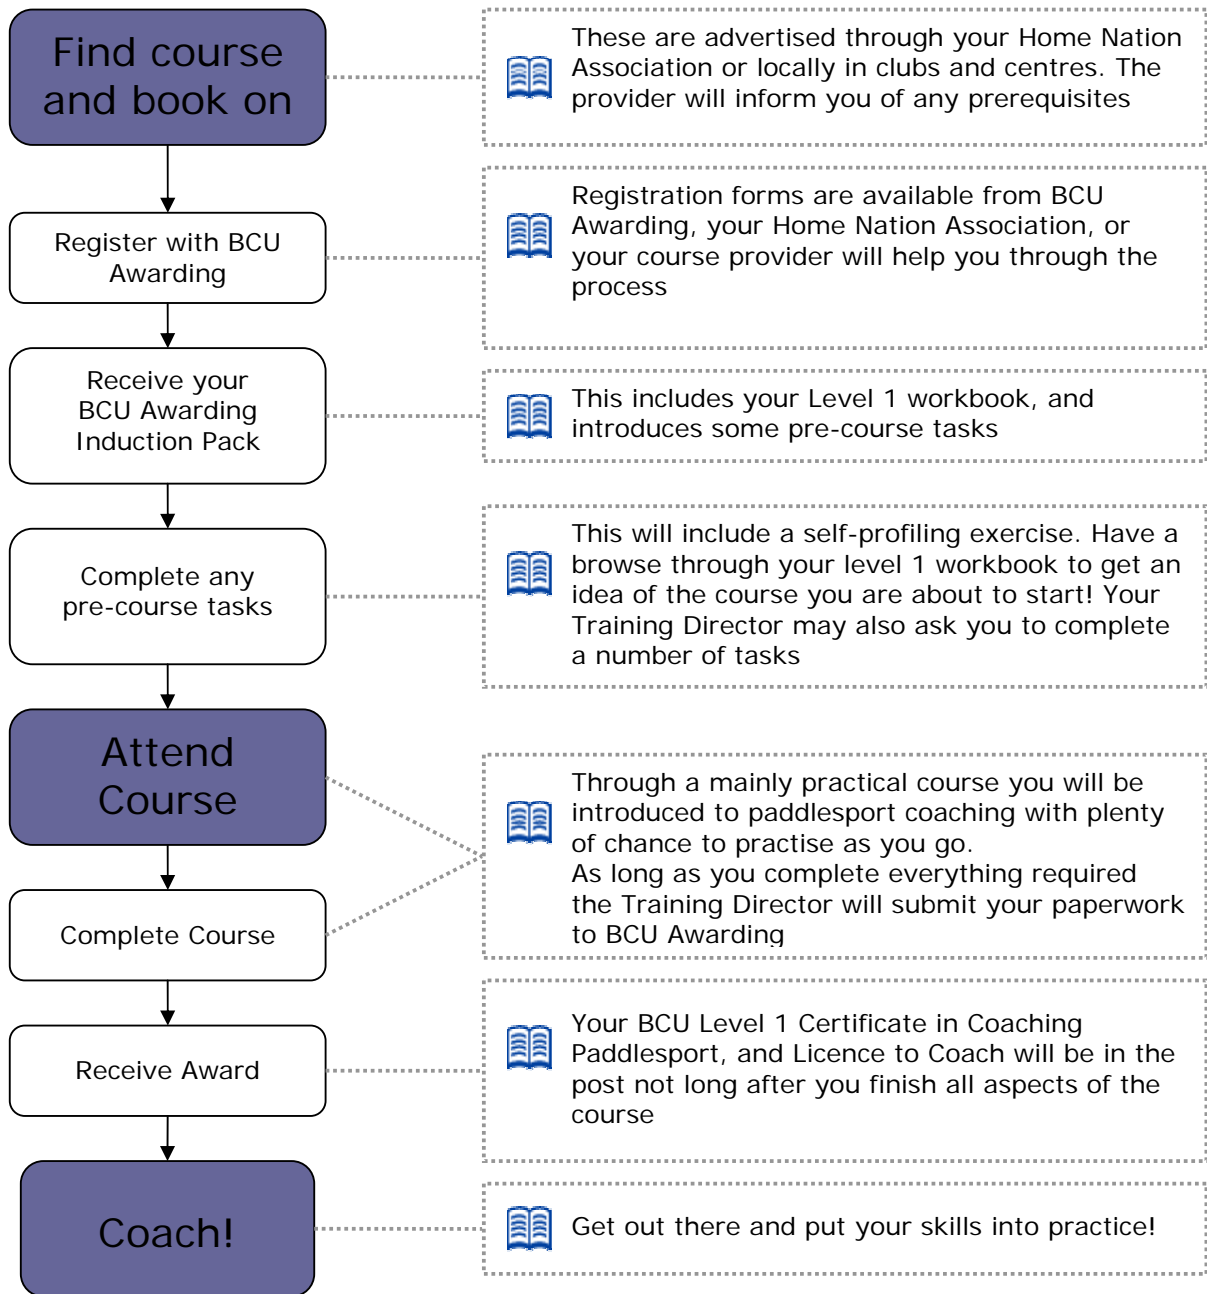 Find course
and book on
These are advertised through your Home Nation
Association or locally in clubs and centres. The
provider will inform you of any prerequisites
Register with BCU
Awarding
Registration forms are available from BCU
Awarding, your Home Nation Association, or
your course provider will help you through the
process
Receive your
BCU Awarding
Induction Pack
This includes your Level 1 workbook, and
introduces some pre-course tasks
Complete any
pre-course tasks
This will include a self-profiling exercise. Have a
browse through your level 1 workbook to get an
idea of the course you are about to start! Your
Training Director may also ask you to complete
a number of tasks
Attend
Course
Complete Course
Through a mainly practical course you will be
introduced to paddlesport coaching with plenty
of chance to practise as you go.
As long as you complete everything required
the Training Director will submit your paperwork
to BCU Awarding
Receive Award
Your BCU Level 1 Certificate in Coaching
Paddlesport, and Licence to Coach will be in the
post not long after you finish all aspects of the
course
Coach!
Get out there and put your skills into practice!